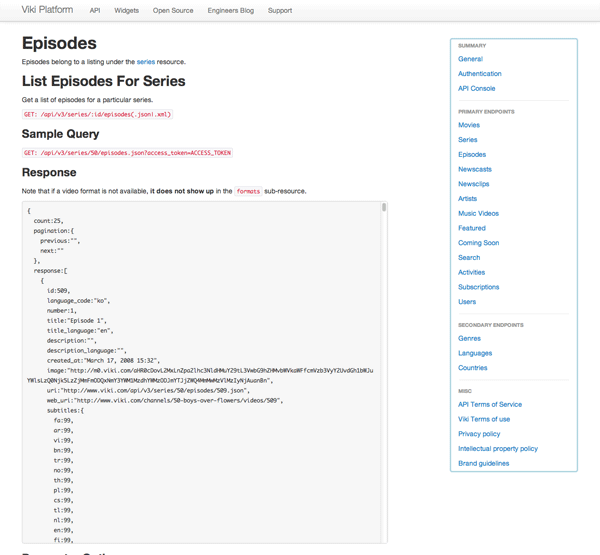 Viki Platform API Widgets Open Source Engineers Blog Support
Episodes
Episodes belong to a listing under the series resource.
List Episodes For Series
Get a list of episodes for a particular series.
GET: /api/v3/series/:id/episodes(.json|.xml)
Sample Query
GET: /api/v3/series/50/episodes.json?access_token=ACCESS_TOKEN
Response
Note that if a video format is not available, it does not show up in the formats sub-resource.
{
count:25,
pagination:{
previous:"",
next:""
},
response:[
{
id:509,
language_code:"ko",
number:1,
title:"Episode 1",
title_language:"en",
description:"",
description_language:"",
created_at:"March 17, 2008 15:32",
uri:"http://www.viki.com/api/v3/series/50/episodes/509.json",
web_uri:"http://www.viki.com/channels/50-boys-over-flowers/videos/509",
subtitles:{
fa:99,
ar:99,
vi:99,
bn:99,
tr:99,
no:99,
th:99,
pl:99,
cs:99,
tl:99,
nl:99,
en:99,
fi:99,
SUMMARY
General
Authentication
API Console
PRIMARY ENDPOINTS
Movies
Series
Episodes
Newscasts
Newsclips
Artists
Music Videos
Featured
Coming Soon
Search
Activities
Subscriptions
Users
SECONDARY ENDPOINTS
Genres
Languages
Countries
MISC
API Terms of Service
Viki Terms of use
Privacy policy
Intellectual property policy
Brand guidelines